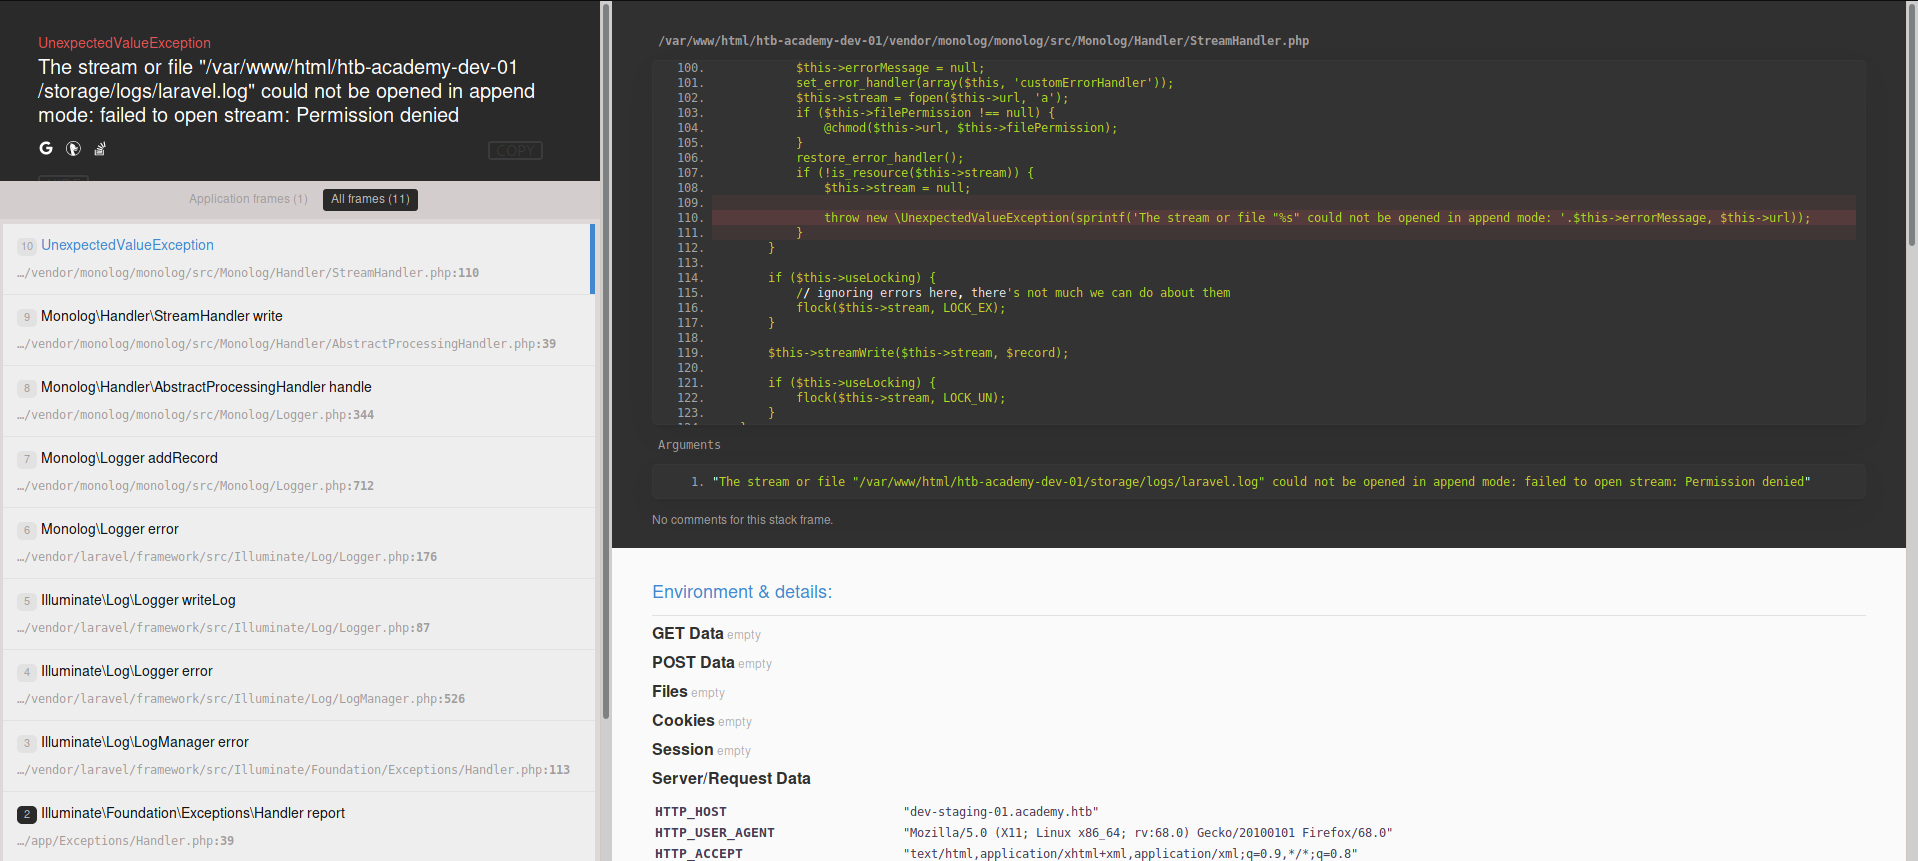 UnexpectedValueException
The stream or file "/var/www/html/htb-academy-dev-01
/storage/logs/laravel.log" could not be opened in append
mode: failed to open stream: Permission denied
COPY
Application frames (1) All frames (11)
10 UnexpectedValueException
…/vendor/monolog/monolog/src/Monolog/Handler/StreamHandler.php:110
9 Monolog\Handler\StreamHandler write
…/vendor/monolog/monolog/src/Monolog/Handler/AbstractProcessingHandler.php:39
8 Monolog\Handler\AbstractProcessingHandler handle
…/vendor/monolog/monolog/src/Monolog/Logger.php:344
7 Monolog\Logger addRecord
…/vendor/monolog/monolog/src/Monolog/Logger.php:712
6 Monolog\Logger error
…/vendor/laravel/framework/src/Illuminate/Log/Logger.php:176
5 Illuminate\Log\Logger writeLog
…/vendor/laravel/framework/src/Illuminate/Log/Logger.php:87
4 Illuminate\Log\Logger error
…/vendor/laravel/framework/src/Illuminate/Log/LogManager.php:526
3 Illuminate\Log\LogManager error
…/vendor/laravel/framework/src/Illuminate/Foundation/Exceptions/Handler.php:113
2 Illuminate\Foundation\Exceptions\Handler report
…/app/Exceptions/Handler.php:39
/var/www/html/htb-academy-dev-01/vendor/monolog/monolog/src/Monolog/Handler/StreamHandler.php
100. $this->errorMessage = null;
101. set_error_handler(array($this, 'customErrorHandler'));
102. $this->stream = fopen($this->url, 'a');
103. if ($this->filePermission !== null) {
104. @chmod($this->url, $this->filePermission);
105. }
106. restore_error_handler();
107. if (!is_resource($this->stream)) {
108. $this->stream = null;
109.
110. throw new \UnexpectedValueException(sprintf('The stream or file "%s" could not be opened in append mode: '.$this->errorMessage, $this->url));
111. }
112. }
113.
114. if ($this->useLocking) {
115. // ignoring errors here, there's not much we can do about them
116. flock($this->stream, LOCK_EX);
117. }
118.
119. $this->streamWrite($this->stream, $record);
120.
121. if ($this->useLocking) {
122. flock($this->stream, LOCK_UN);
123. }
Arguments
1. "The stream or file "/var/www/html/htb-academy-dev-01/storage/logs/laravel.log" could not be opened in append mode: failed to open stream: Permission denied"
No comments for this stack frame.
Environment & details:
GET Data empty
POST Data empty
Files empty
Cookies empty
Session empty
Server/Request Data
HTTP_HOST "dev-staging-01.academy.htb"
HTTP_USER_AGENT "Mozilla/5.0 (X11; Linux x86_64; rv:68.0) Gecko/20100101 Firefox/68.0"
HTTP_ACCEPT "text/html,application/xhtml+xml,application/xml;q=0.9,*/*;q=0.8"